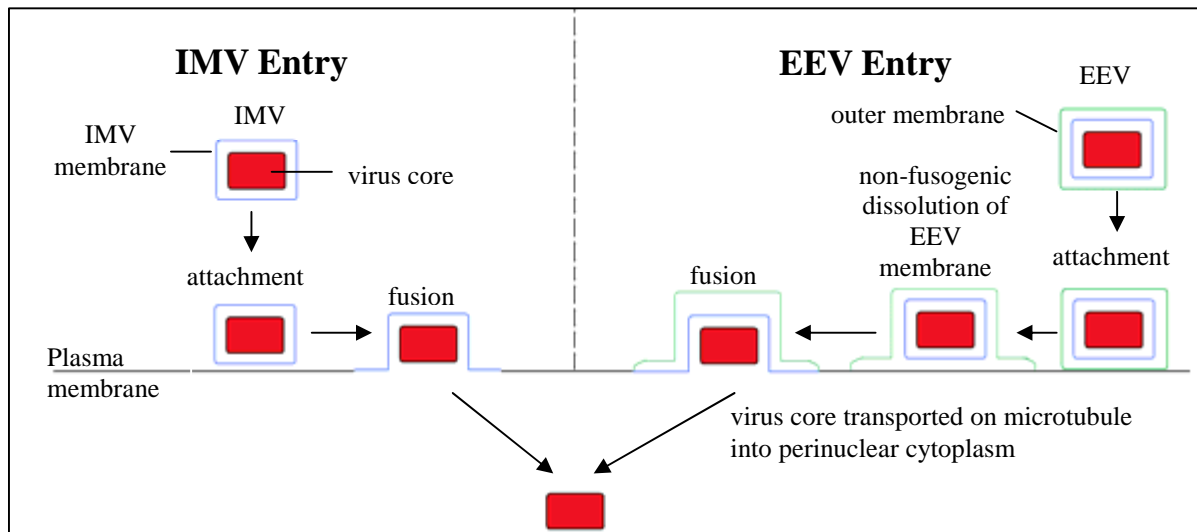 IMV Entry
IMV
IMV
membrane
virus core
attachment
fusion
Plasma
membrane
EEV Entry
EEV
outer membrane
non-fusogenic
dissolution of
EEV
membrane
attachment
fusion
virus core transported on microtubule
into perinuclear cytoplasm